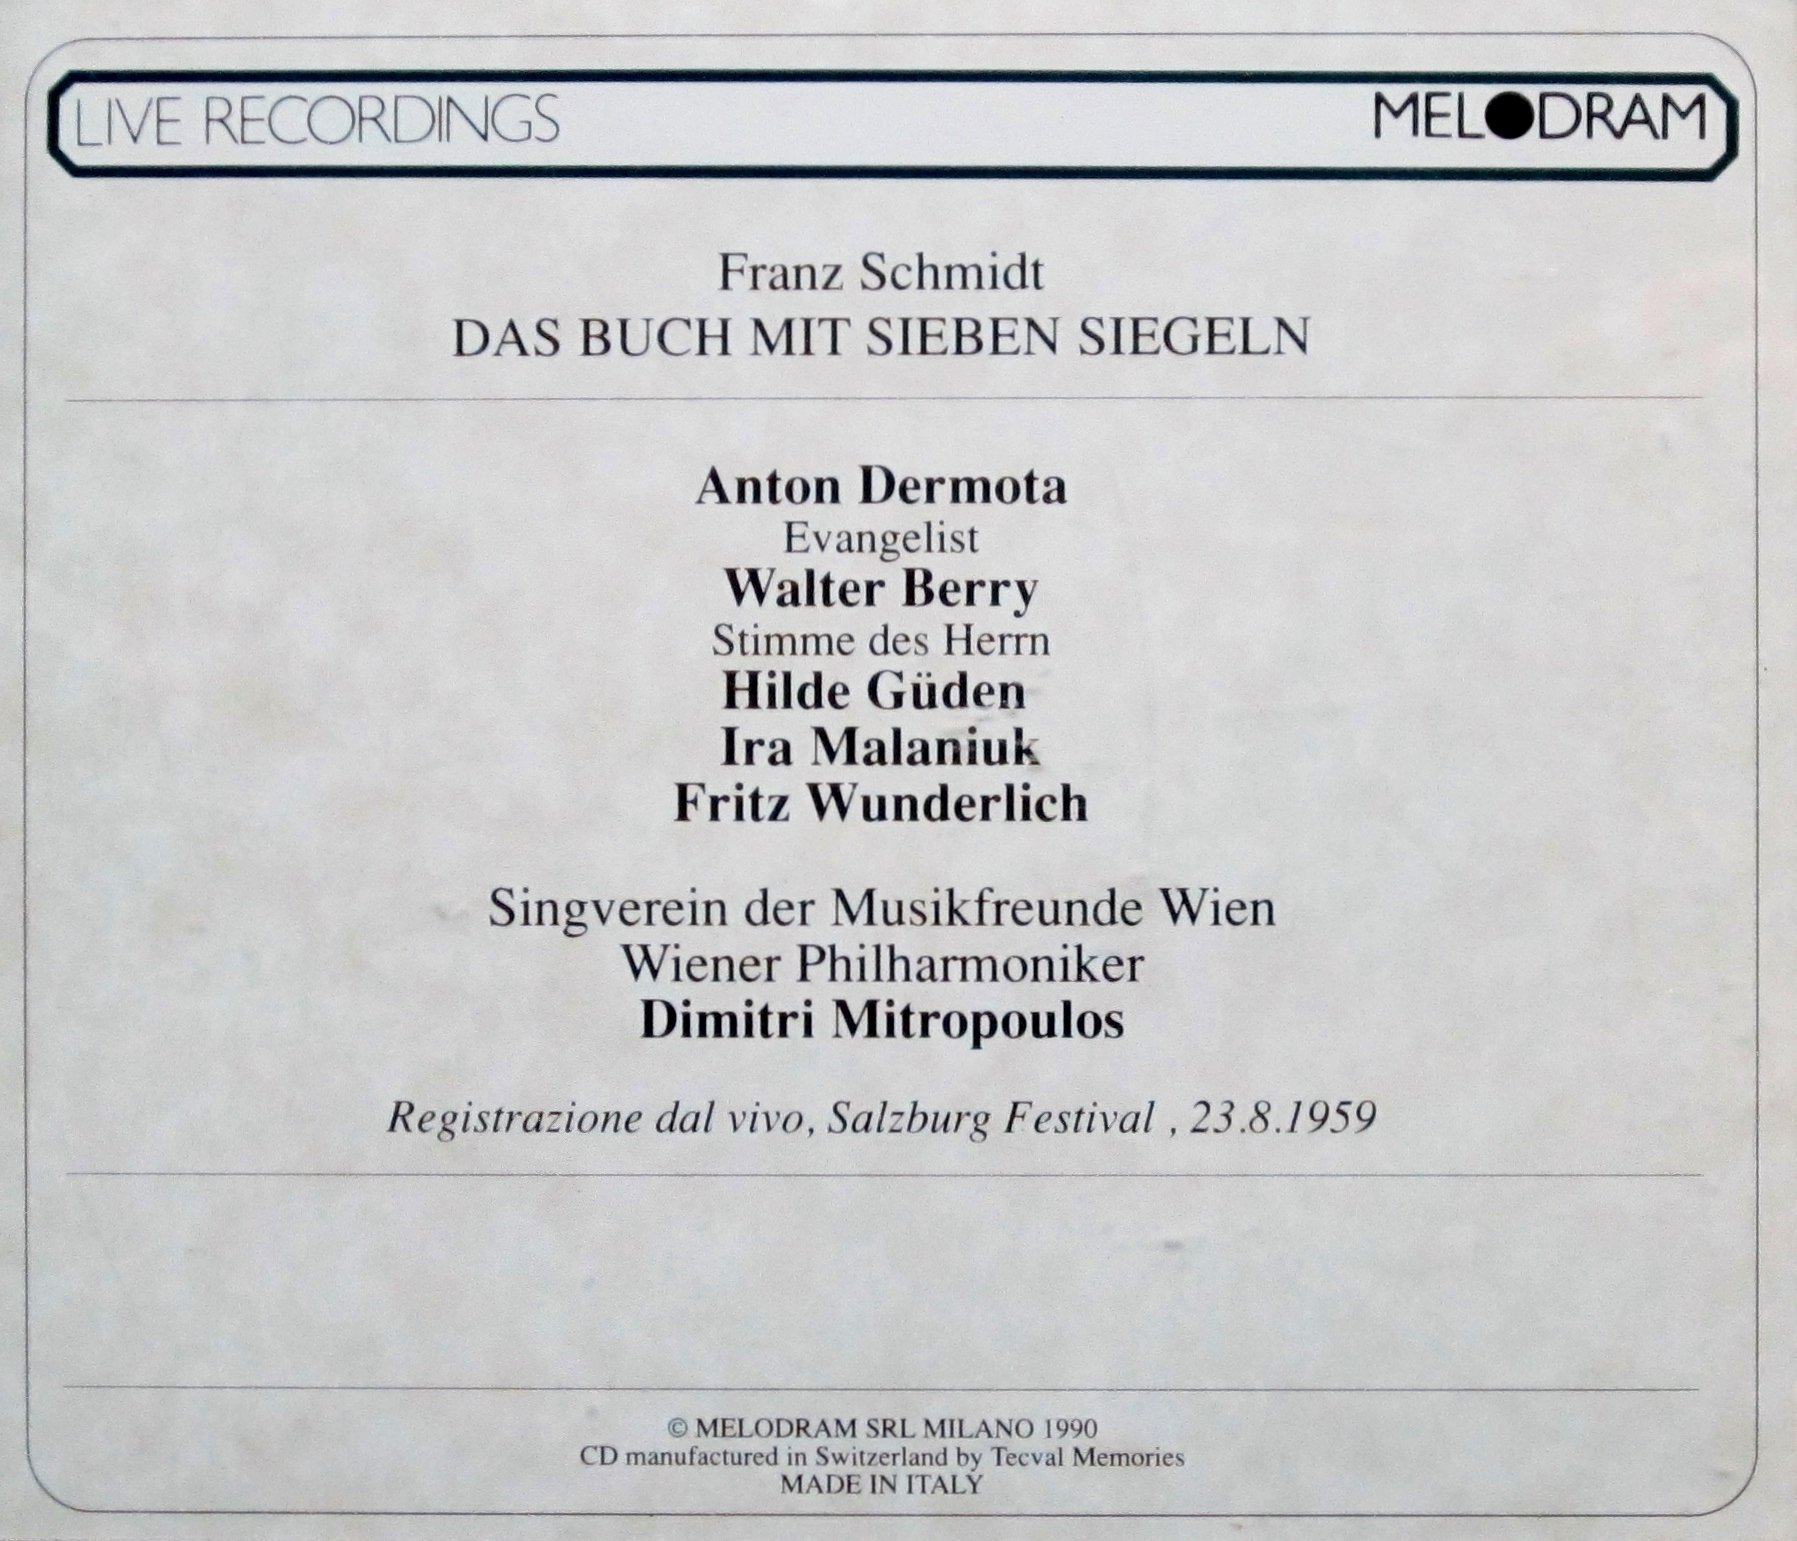 LIVE RECORDINGS
MELODRAM
Franz Schmidt
DAS BUCH MIT SIEBEN SIEGELN
Anton Dermota
Evangelist
Walter Berry
Stimme des Herrn
Hilde Güden
Ira Malaniuk
Fritz Wunderlich
Singverein der Musikfreunde Wien
Wiener Philharmoniker
Dimitri Mitropoulos
Registrazione dal vivo, Salzburg Festival , 23.8.1959
© MELODRAM SRL MILANO 1990
CD manufactured in Switzerland by Tecval Memories
MADE IN ITALY